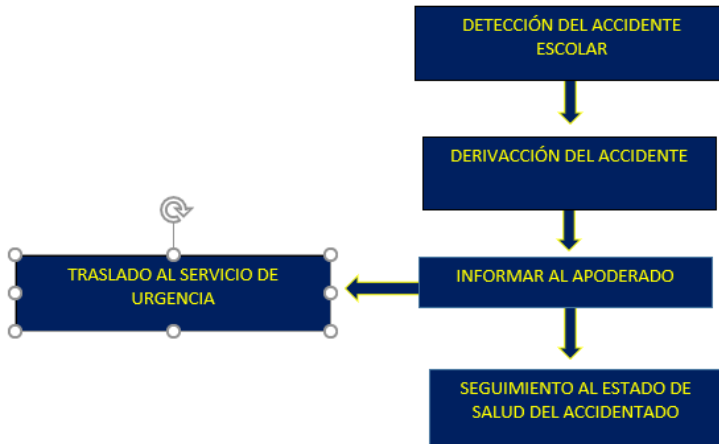 DETECCIÓN DEL ACCIDENTE
ESCOLAR
DERIVACCIÓN DEL ACCIDENTE
TRASLADO AL SERVICIO DE
URGENCIA
INFORMAR AL APODERADO
SEGUIMIENTO AL ESTADO DE
SALUD DEL ACCIDENTADO